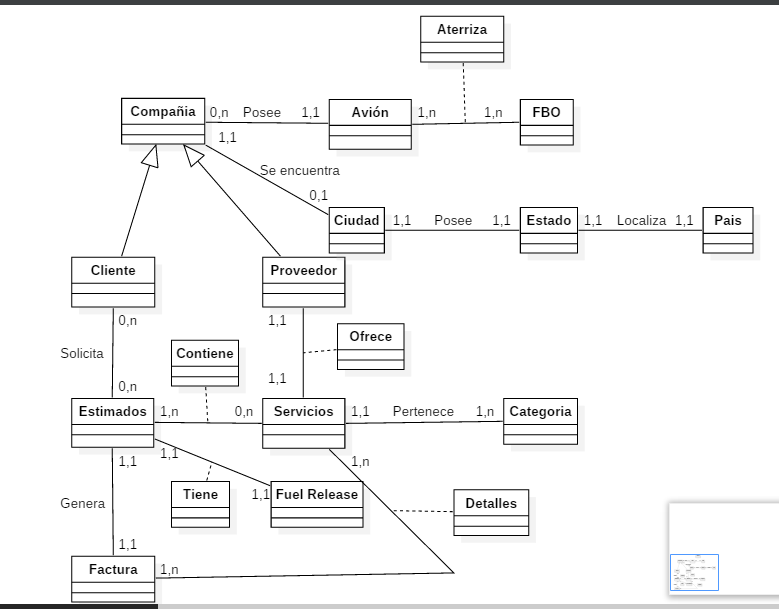 Aterriza
Compañia
0,n Posee 1,1
Avión
1,n 1,n
FBO
1,1
Se encuentra
0,1
Ciudad
1,1 Posee 1,1
Estado
1,1 Localiza 1,1
Pais
Cliente
Proveedor
0,n
1,1
Solicita
Contiene
Ofrece
0,n
1,1
Estimados
1,n 0,n
Servicios
1,1 Pertenece 1,n
Categoria
1,1
1,1
1,n
Genera
Tiene
1,1
Fuel Release
Detalles
1,1
Factura
1,n